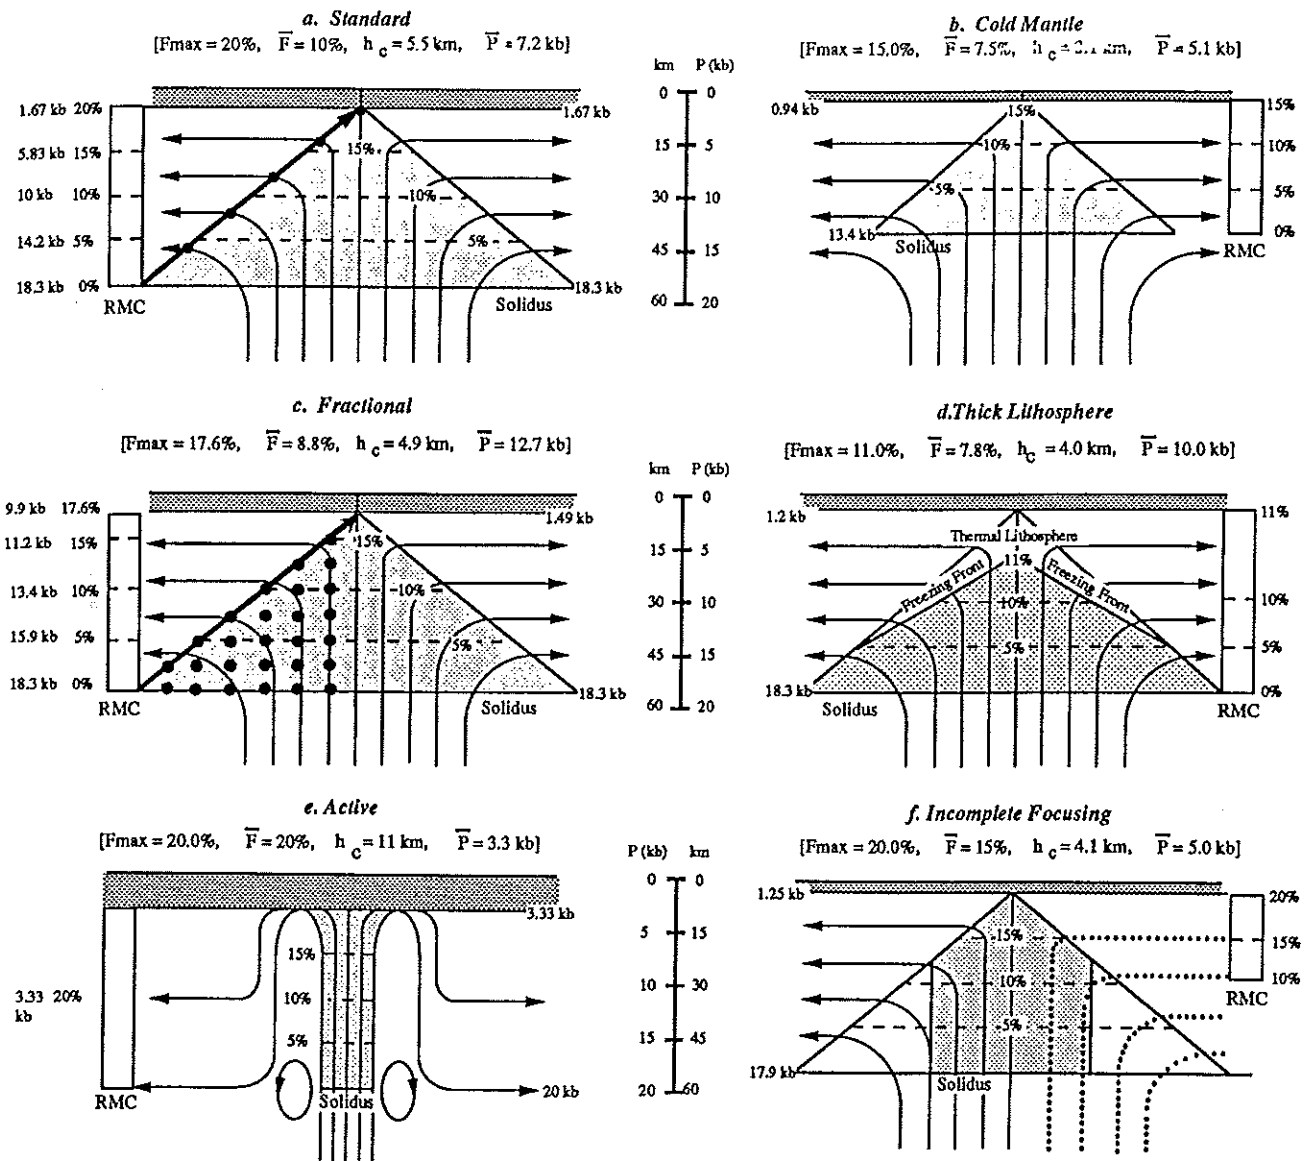 a. Standard
[Fmax = 20%, F̅ = 10%, h c = 5.5 km, P̅ = 7.2 kb]
1.67 kb 20%
5.83 kb 15%
10 kb 10%
14.2 kb 5%
18.3 kb 0%
RMC
15%
10%
5%
1.67 kb
18.3 kb
Solidus
km P (kb)
0 0
15 5
30 10
45 15
60 20
b. Cold Mantle
[Fmax = 15.0%, F̅ = 7.5%, h c = km, P̅ = 5.1 kb]
0.94 kb
15%
10%
5%
13.4 kb
Solidus
15%
10%
5%
0%
RMC
c. Fractional
[Fmax = 17.6%, F̅ = 8.8%, h c = 4.9 km, P̅ = 12.7 kb]
9.9 kb 17.6%
11.2 kb 15%
13.4 kb 10%
15.9 kb 5%
18.3 kb 0%
RMC
15%
10%
5%
1.49 kb
18.3 kb
Solidus
km P (kb)
0 0
15 5
30 10
45 15
60 20
d.Thick Lithosphere
[Fmax = 11.0%, F̅ = 7.8%, h c = 4.0 km, P̅ = 10.0 kb]
1.2 kb
Thermal Lithosphere
11%
Freezing Front
Freezing Front
10%
5%
18.3 kb
Solidus
11%
10%
5%
0%
RMC
e. Active
[Fmax = 20.0%, F̅ = 20%, h c = 11 km, P̅ = 3.3 kb]
3.33 kb
15%
10%
5%
3.33 20%
kb
RMC
Solidus
20 kb
P (kb) km
0 0
5 15
10 30
15 45
20 60
f. Incomplete Focusing
[Fmax = 20.0%, F̅ = 15%, h c = 4.1 km, P̅ = 5.0 kb]
1.25 kb
15%
10%
5%
17.9 kb
Solidus
20%
15%
10%
RMC